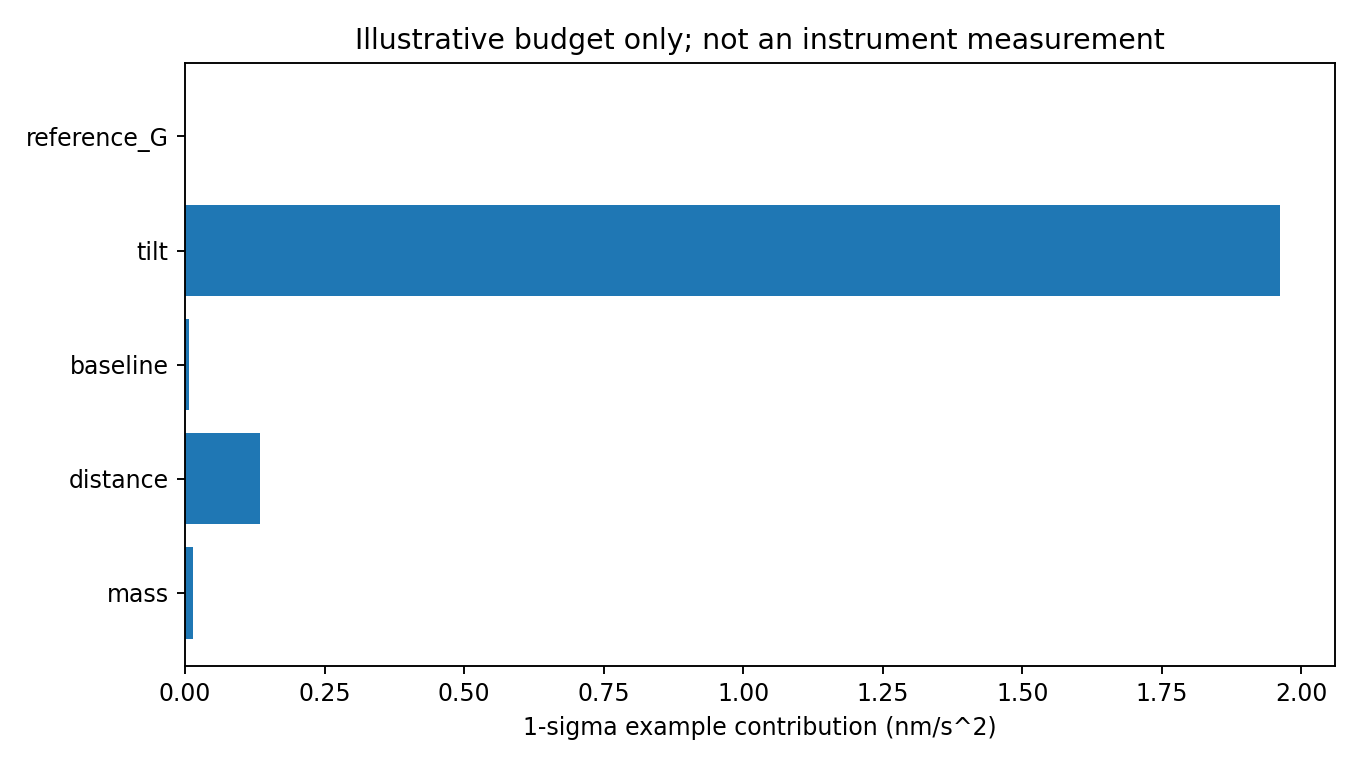 Illustrative budget only; not an instrument measurement
reference_G
tilt
baseline
distance
mass
0.00 0.25 0.50 0.75 1.00 1.25 1.50 1.75 2.00
1-sigma example contribution (nm/s^2)